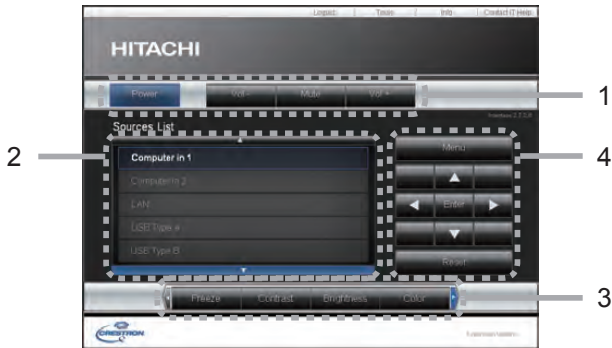 Logout Tools Info Contact IT Help
HITACHI
Power Vol - Mute Vol + 1
Sources List
2 Computer in 1 Menu 4
Computer in 2
LAN Enter
USB Type A
USB Type B Reset
Freeze Contrast Brightness Color 3
CRESTRON